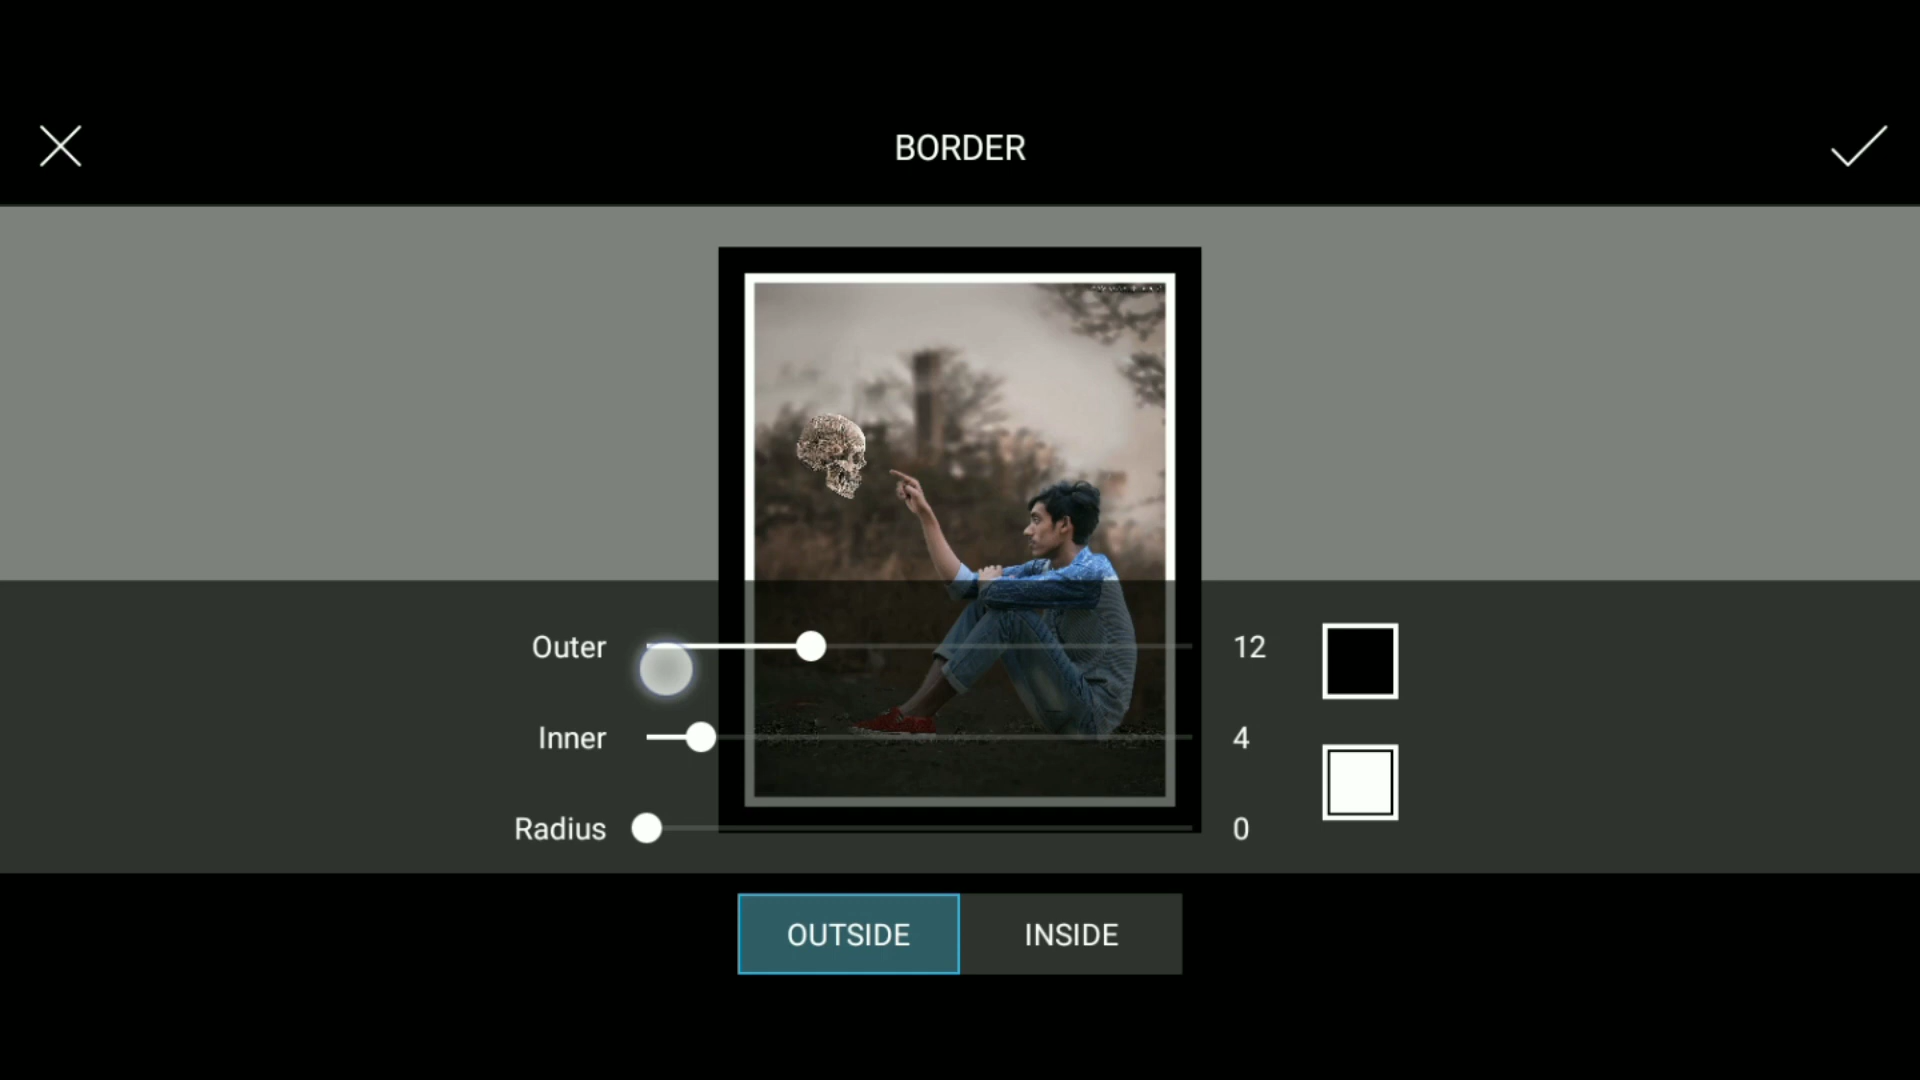 BORDER
Outer 12
Inner 4
Radius 0
OUTSIDE INSIDE